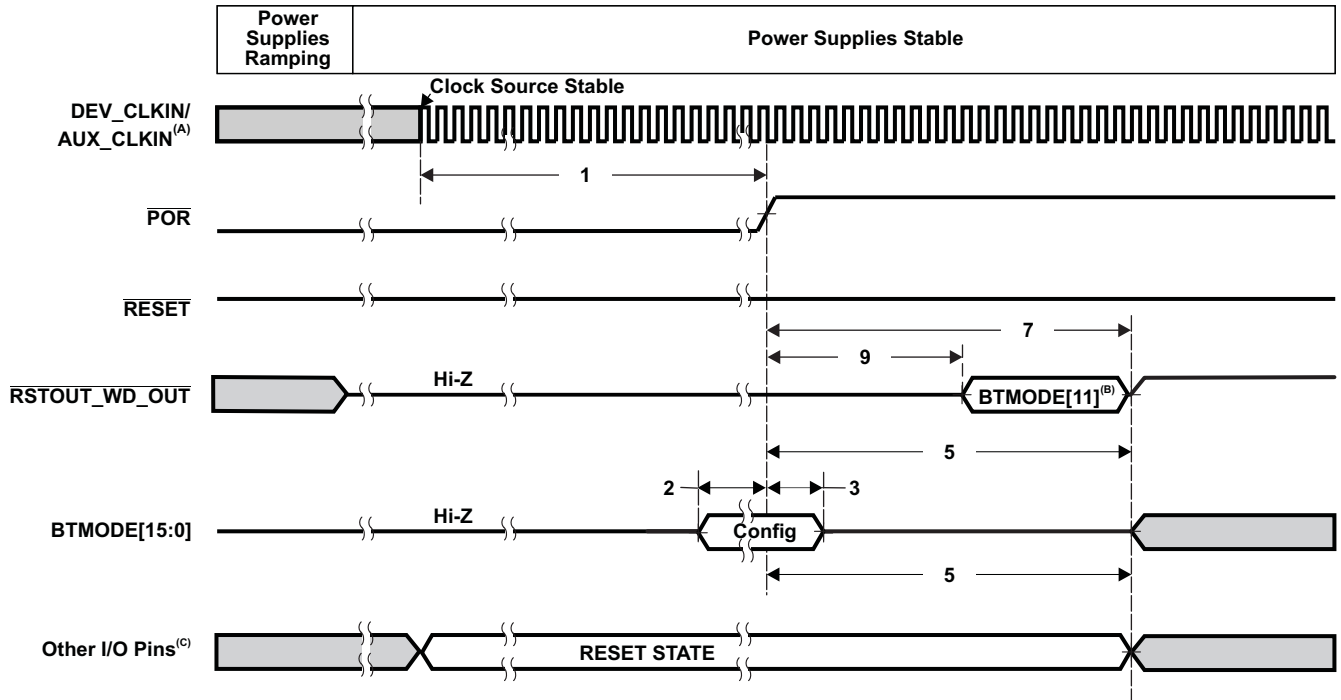 Power
Supplies
Ramping
Power Supplies Stable
Clock Source Stable
DEV_CLKIN/
AUX_CLKIN(A)
1
POR
RESET
7
9
RSTOUT_WD_OUT
Hi-Z
BTMODE[11](B)
5
2
3
BTMODE[15:0]
Hi-Z
Config
5
Other I/O Pins(C)
RESET STATE